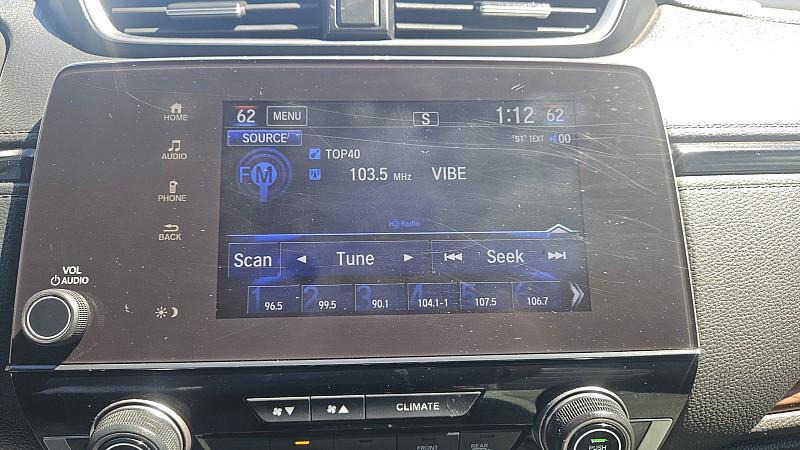 62 MENU S 1:12 62
HOME
SOURCE "ST" TEXT 00
AUDIO
FM
TOP40
103.5 MHz VIBE
PHONE
BACK
HD Radio
Scan Tune Seek
VOL
AUDIO
1 96.5 2 99.5 3 90.1 4 104.1-1 5 107.5 6 106.7
CLIMATE
FRONT
REAR
PUSH